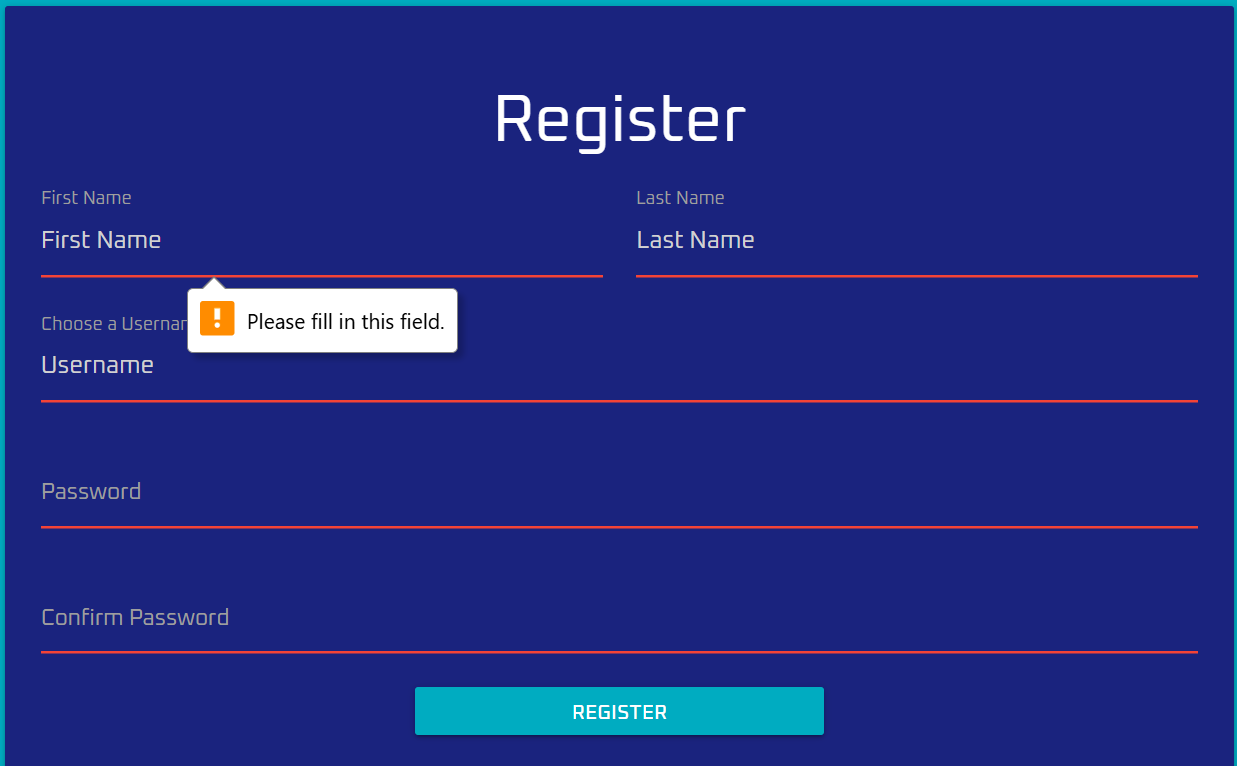 Register
First Name
Last Name
First Name
Last Name
Please fill in this field.
Choose a
Username
Password
Confirm Password
REGISTER